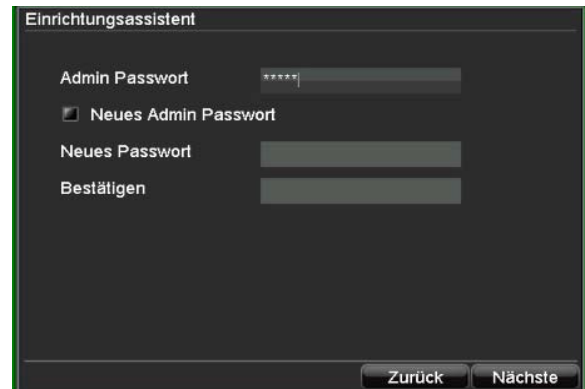 Einrichtungsassistent
Admin Passwort *****
Neues Admin Passwort
Neues Passwort
Bestätigen
Zurück Nächste